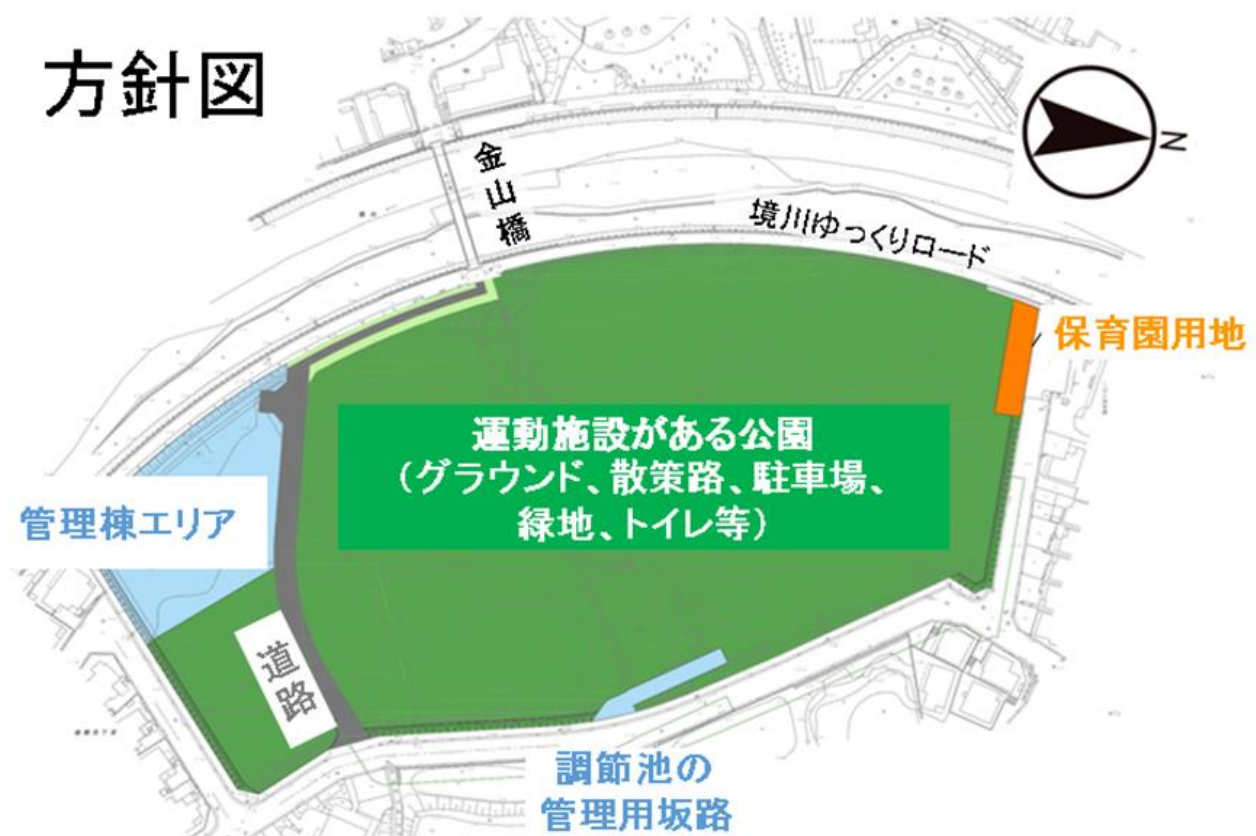 方針図
N
金山橋
境川ゆっくりロード
保育園用地
運動施設がある公園
(グラウンド、散策路、駐車場、
緑地、トイレ等)
管理棟エリア
道路
調節池の
管理用坂路